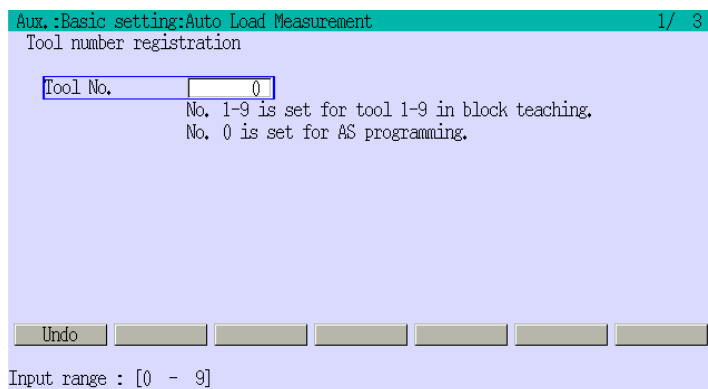 Aux.:Basic setting:Auto Load Measurement 1/ 3
Tool number registration
Tool No. 0
No. 1-9 is set for tool 1-9 in block teaching.
No. 0 is set for AS programming.
Undo
Input range : [0 - 9]